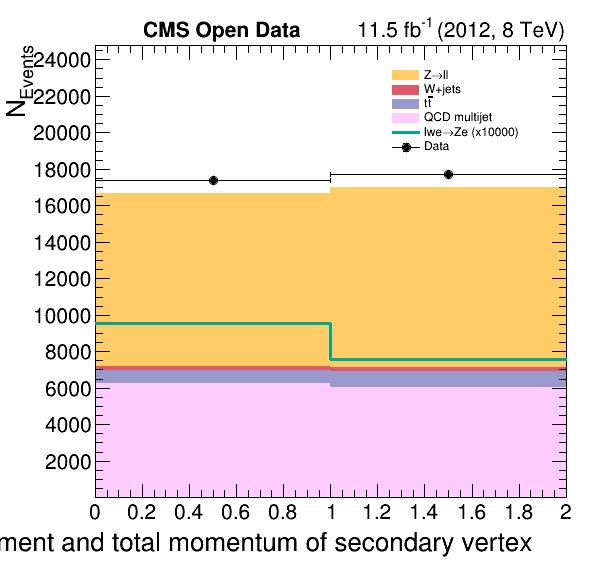 CMS Open Data
11.5 fb⁻¹ (2012, 8 TeV)
N_Events
24000
22000
20000
18000
16000
14000
12000
10000
8000
6000
4000
2000
Z→ll
W+jets
tt̄
QCD multijet
lwe→Ze (x10000)
Data
0 0.2 0.4 0.6 0.8 1 1.2 1.4 1.6 1.8 2
ment and total momentum of secondary vertex